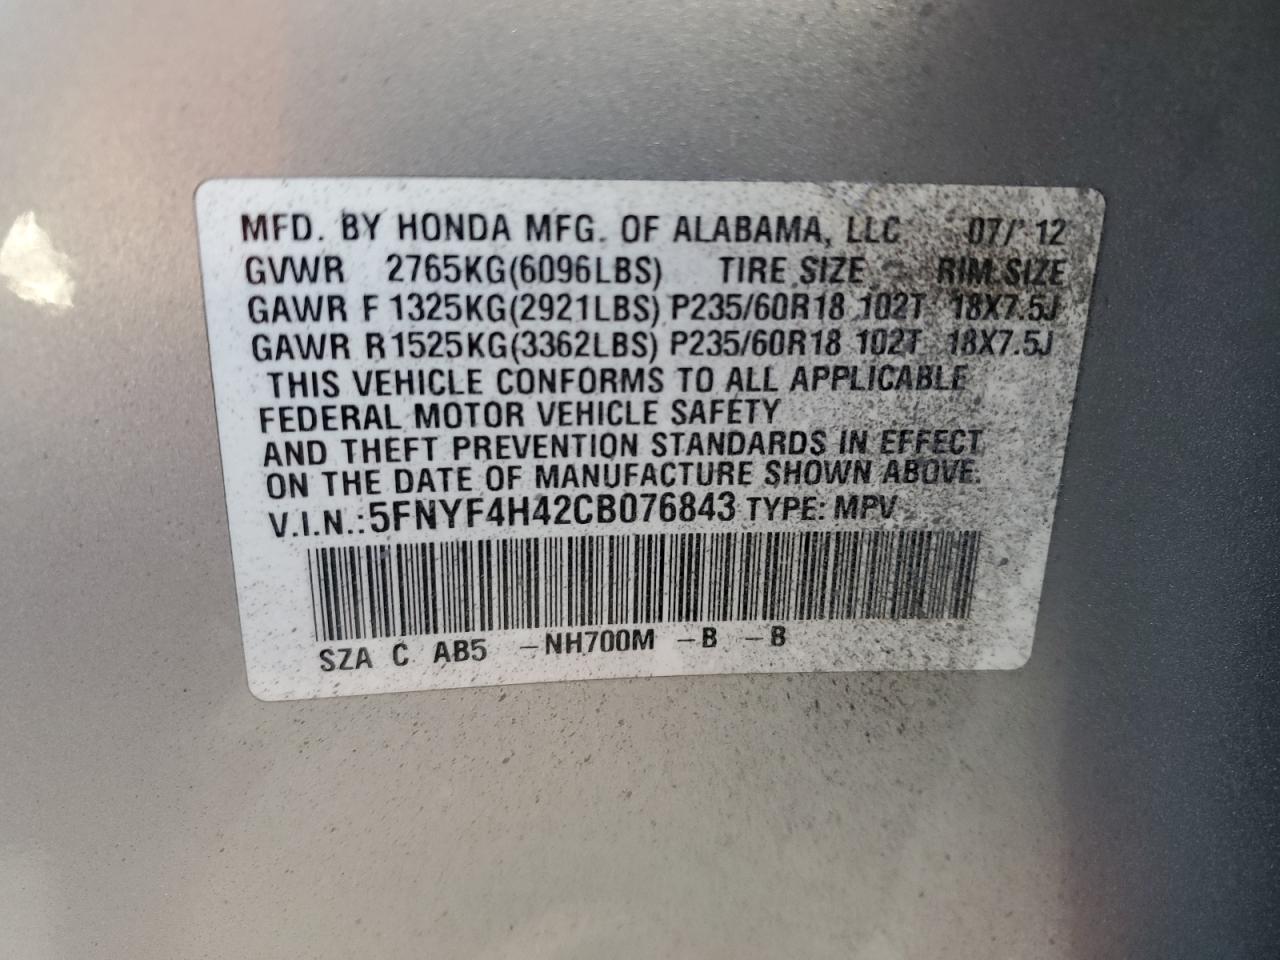 MFD. BY HONDA MFG. OF ALABAMA, LLC 07/12
GVWR 2765KG(6096LBS) TIRE SIZE RIM SIZE
GAWR F 1325KG(2921LBS) P235/60R18 102T 18X7.5J
GAWR R 1525KG(3362LBS) P235/60R18 102T 18X7.5J
THIS VEHICLE CONFORMS TO ALL APPLICABLE
FEDERAL MOTOR VEHICLE SAFETY
AND THEFT PREVENTION STANDARDS IN EFFECT
ON THE DATE OF MANUFACTURE SHOWN ABOVE.
V.I.N.: 5FNYF4H42CB076843 TYPE: MPV
SZA C AB5 -NH700M -B -B